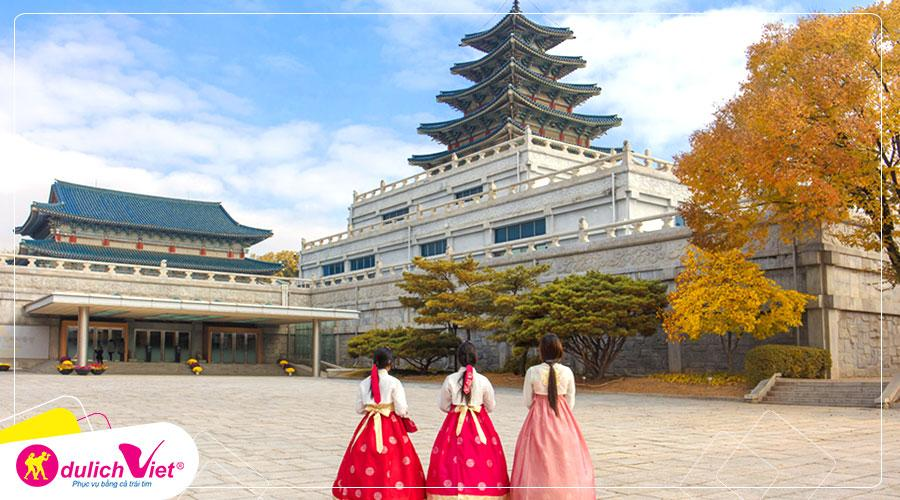 dulichViet®
Phục vụ bằng cả trái tim